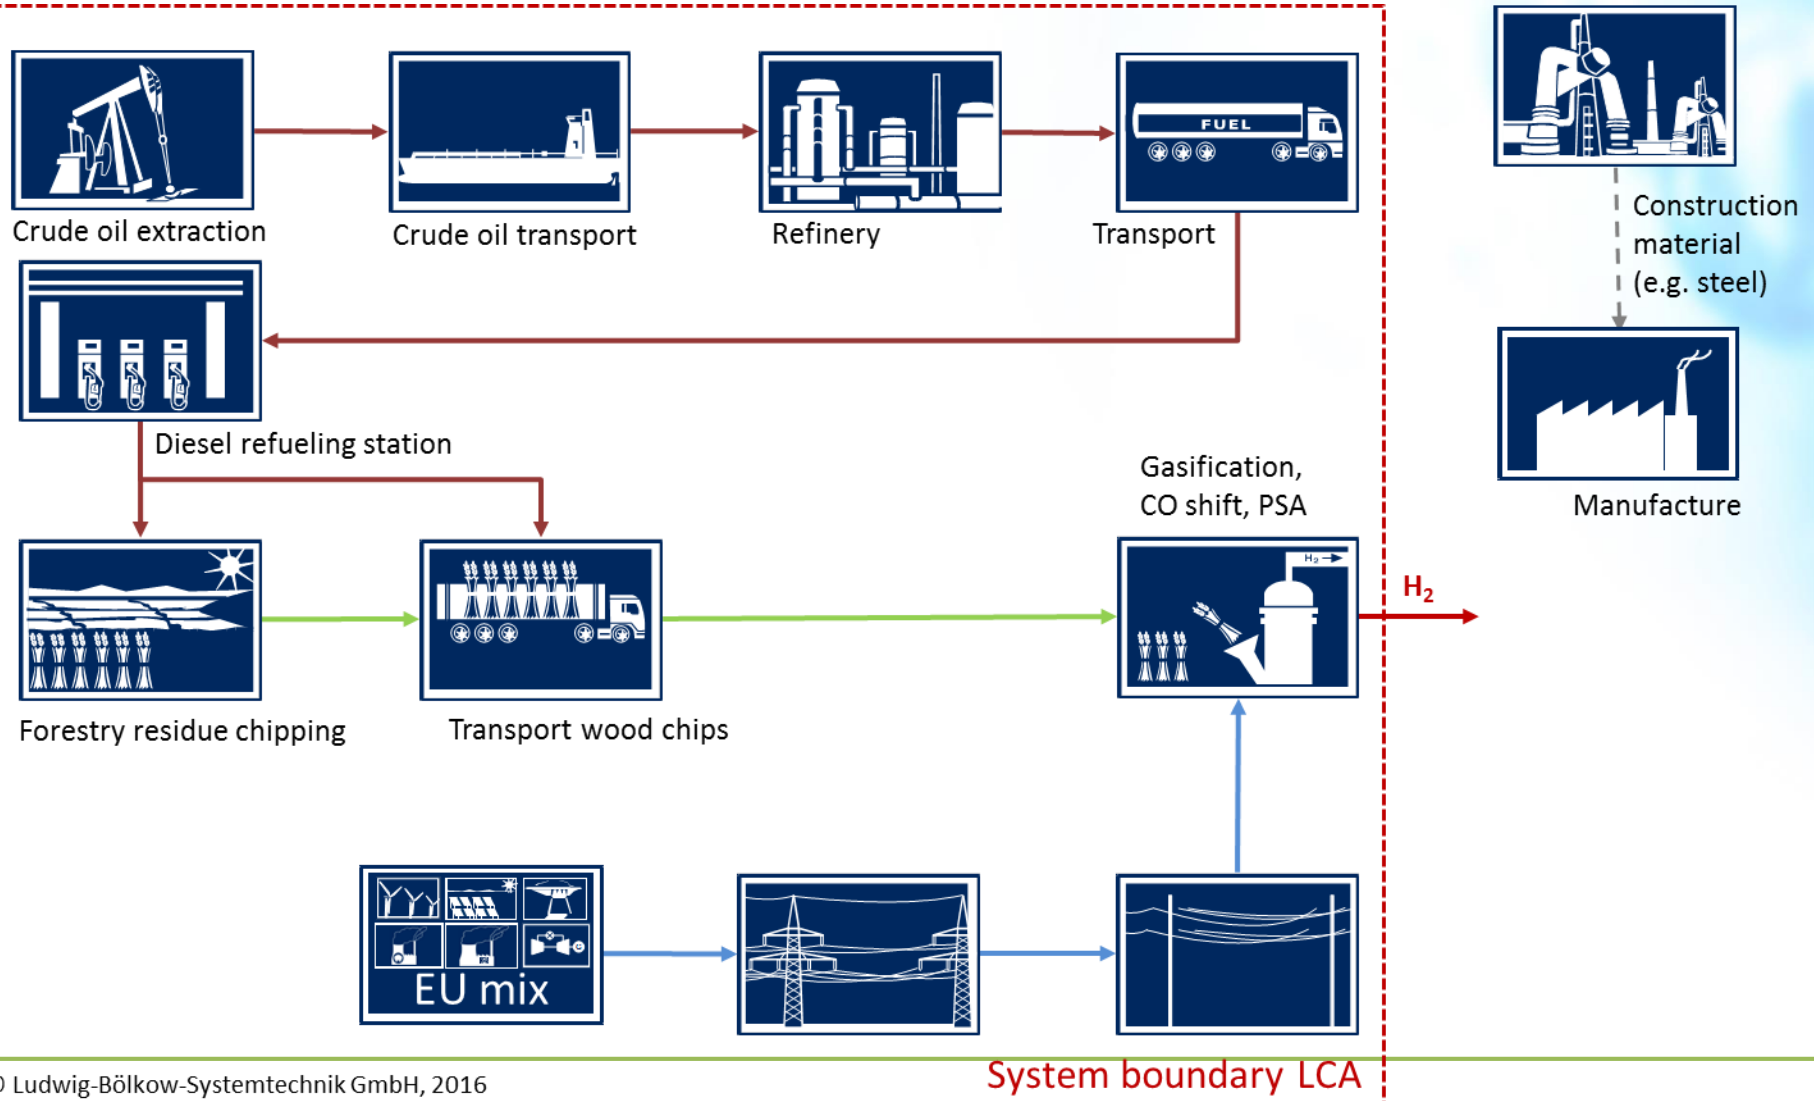 FUEL
Crude oil extraction
Crude oil transport
Refinery
Transport
Construction
material
(e.g. steel)
Diesel refueling station
Gasification,
CO shift, PSA
Manufacture
H₂
H₂
Forestry residue chipping
Transport wood chips
EU mix
System boundary LCA
Ludwig-Bölkow-Systemtechnik GmbH, 2016